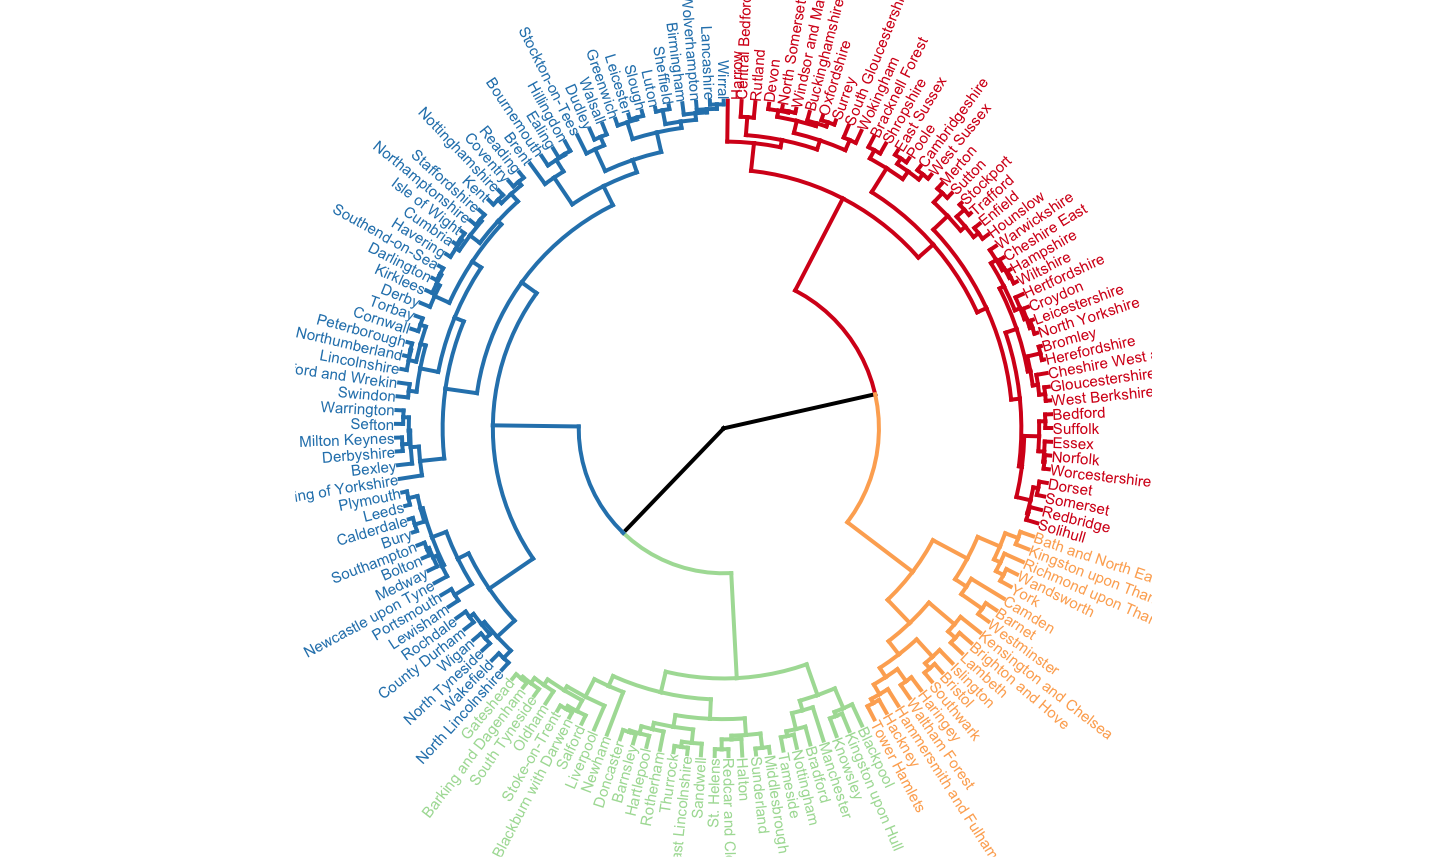 Wirral
Harrow
Central Bedford
Rutland
Devon
North Somerset
Windsor and Ma
Buckinghamshire
Oxfordshire
Surrey
South Gloucestersh
Wokingham
Bracknell Forest
Shropshire
East Sussex
Poole
Cambridgeshire
West Sussex
Merton
Sutton
Stockport
Trafford
Enfield
Hounslow
Warwickshire
Cheshire East
Hampshire
Wiltshire
Hertfordshire
Croydon
Leicestershire
North Yorkshire
Bromley
Herefordshire
Cheshire West
Gloucestershire
West Berkshire
Bedford
Suffolk
Essex
Norfolk
Worcestershire
Dorset
Somerset
Redbridge
Solihull
Bath and North Ea
Kingston upon Thar
Richmond upon Tha
Wandsworth
York
Camden
Barnet
Westminster
Kensington and Chelsea
Brighton and Hove
Lambeth
Islington
Bristol
Southwark
Haringey
Waltham Forest
Hammersmith and Fulham
Hackney
Tower Hamlets
Blackpool
Kingston upon Hull
Knowsley
Manchester
Bradford
Nottingham
Tameside
Middlesbrough
Sunderland
Halton
Redcar and Cl
St. Helens
Sandwell
ast Lincolnshire
Thurrock
Rotherham
Hartlepool
Barnsley
Doncaster
Newham
Liverpool
Salford
Blackburn with Darwen
Stoke-on-Trent
Oldham
South Tyneside
Barking and Dagenham
Gateshead
North Lincolnshire
Wakefield
North Tyneside
Wigan
County Durham
Rochdale
Lewisham
Portsmouth
Newcastle upon Tyne
Medway
Bolton
Southampton
Bury
Calderdale
Leeds
Plymouth
ing of Yorkshire
Bexley
Derbyshire
Milton Keynes
Sefton
Warrington
Swindon
ord and Wrekin
Lincolnshire
Northumberland
Peterborough
Cornwall
Torbay
Derby
Kirklees
Darlington
Southend-on-Sea
Havering
Cumbria
Isle of Wight
Northamptonshire
Staffordshire
Kent
Nottinghamshire
Coventry
Reading
Brent
Bournemouth
Ealing
Hillingdon
Stockton-on-Tees
Dudley
Walsall
Greenwich
Leicester
Slough
Luton
Sheffield
Birmingham
Wolverhampton
Lancashire